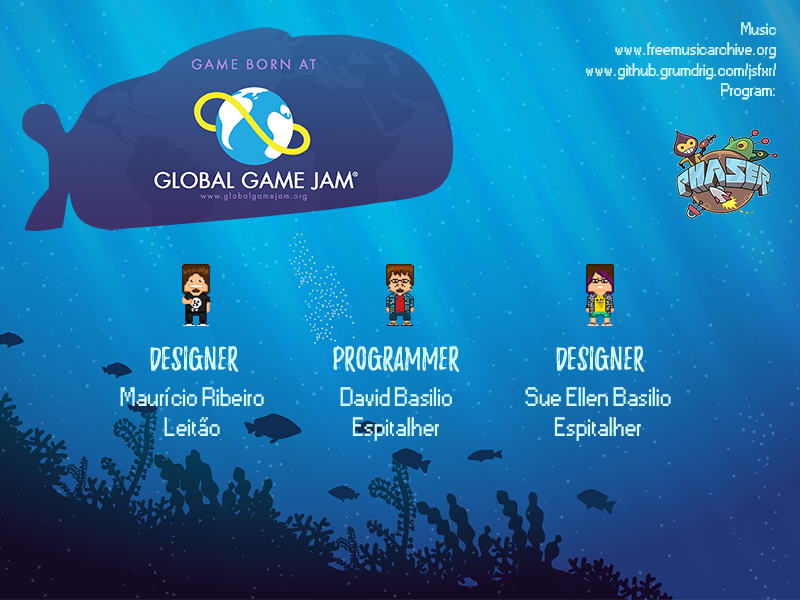 GAME BORN AT
GLOBAL GAME JAM®
www.globalgamejam.org
Music
www.freemusicarchive.org
www.github.grumdrig.com/jsfxr/
Program:
PHASER
DESIGNER
Maurício Ribeiro
Leitão
PROGRAMMER
David Basilio
Espitalher
DESIGNER
Sue Ellen Basilio
Espitalher